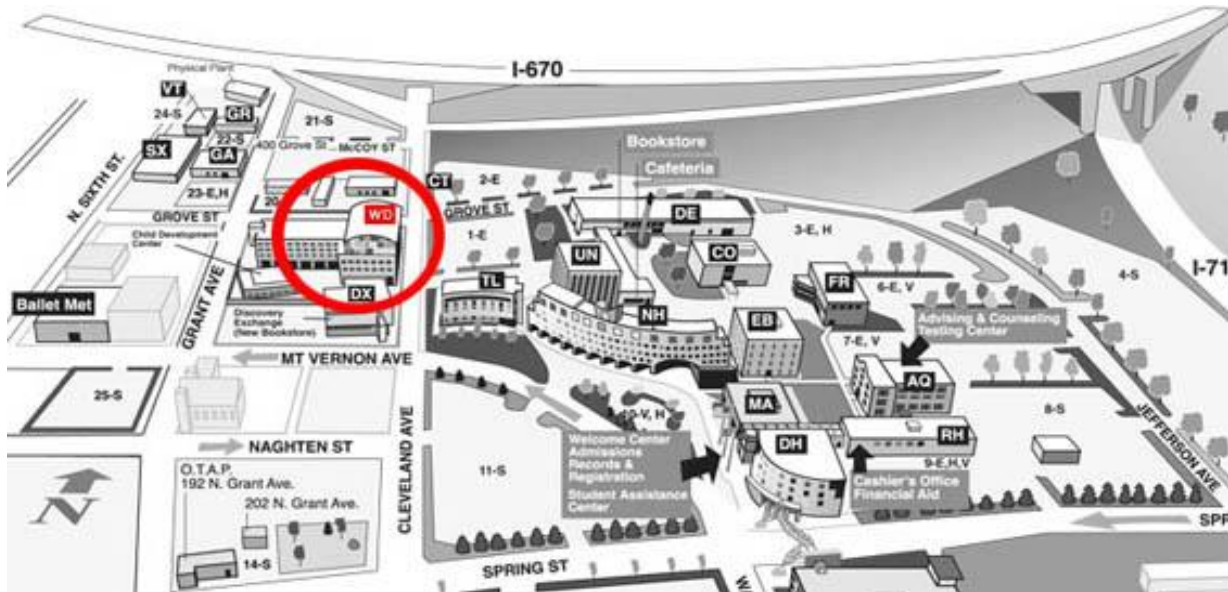 I-670
Physical Plant
VT
24-S
GR
21-S
22-S
400 Grove St
McCOY ST
SX
GA
Bookstore
Cafeteria
N. SIXTH ST.
23-E,H
CT
2-E
20
WD
GROVE ST
GROVE ST
DE
Child Development
Center
1-E
3-E, H
UN
CO
4-S
I-71
GRANT AVE
TL
FR
6-E, V
Ballet Met
DX
NH
Advising & Counseling
Testing Center
Discovery
Exchange
(New Bookstore)
EB
7-E, V
MT VERNON AVE
AQ
25-S
MA
8-S
JEFFERSON AVE
10-V, H
NAGHTEN ST
DH
RH
Welcome Center
Admissions
Records &
Registration
Student Assistance
Center
9-E,H,V
CLEVELAND AVE
11-S
O.T.A.P.
192 N. Grant Ave.
Cashier's Office
Financial Aid
N
202 N. Grant Ave.
SPR
14-S
SPRING ST